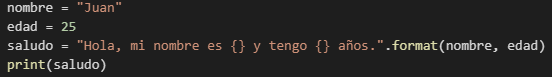 nombre = "Juan"
edad = 25
saludo = "Hola, mi nombre es {} y tengo {} años.".format(nombre, edad)
print(saludo)